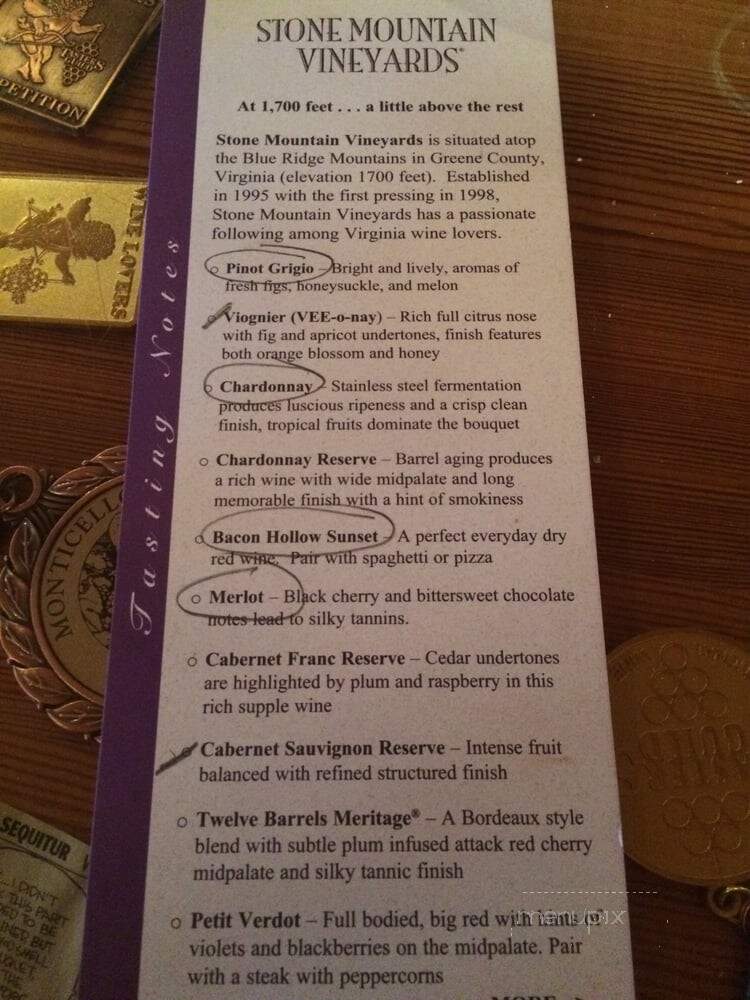 STONE MOUNTAIN
VINEYARDS®
At 1,700 feet . . . a little above the rest
Stone Mountain Vineyards is situated atop
the Blue Ridge Mountains in Greene County,
Virginia (elevation 1700 feet). Established
in 1995 with the first pressing in 1998,
Stone Mountain Vineyards has a passionate
following among Virginia wine lovers.
Pinot Grigio – Bright and lively, aromas of
fresh figs, honeysuckle, and melon
Viognier (VEE-o-nay) – Rich full citrus nose
with fig and apricot undertones, finish features
both orange blossom and honey
Chardonnay – Stainless steel fermentation
produces luscious ripeness and a crisp clean
finish, tropical fruits dominate the bouquet
Chardonnay Reserve – Barrel aging produces
a rich wine with wide midpalate and long
memorable finish with a hint of smokiness
Bacon Hollow Sunset – A perfect everyday dry
red wine. Pair with spaghetti or pizza
Merlot – Black cherry and bittersweet chocolate
notes lead to silky tannins.
Cabernet Franc Reserve – Cedar undertones
are highlighted by plum and raspberry in this
rich supple wine
Cabernet Sauvignon Reserve – Intense fruit
balanced with refined structured finish
Twelve Barrels Meritage® – A Bordeaux style
blend with subtle plum infused attack red cherry
midpalate and silky tannic finish
Petit Verdot – Full bodied, big red with hints of
violets and blackberries on the midpalate. Pair
with a steak with peppercorns
MORE
Tasting Notes
PETITION
WINE LOVERS
MONTICELLO
SEQUITUR
I DIDN'T
THIS PART
menupix